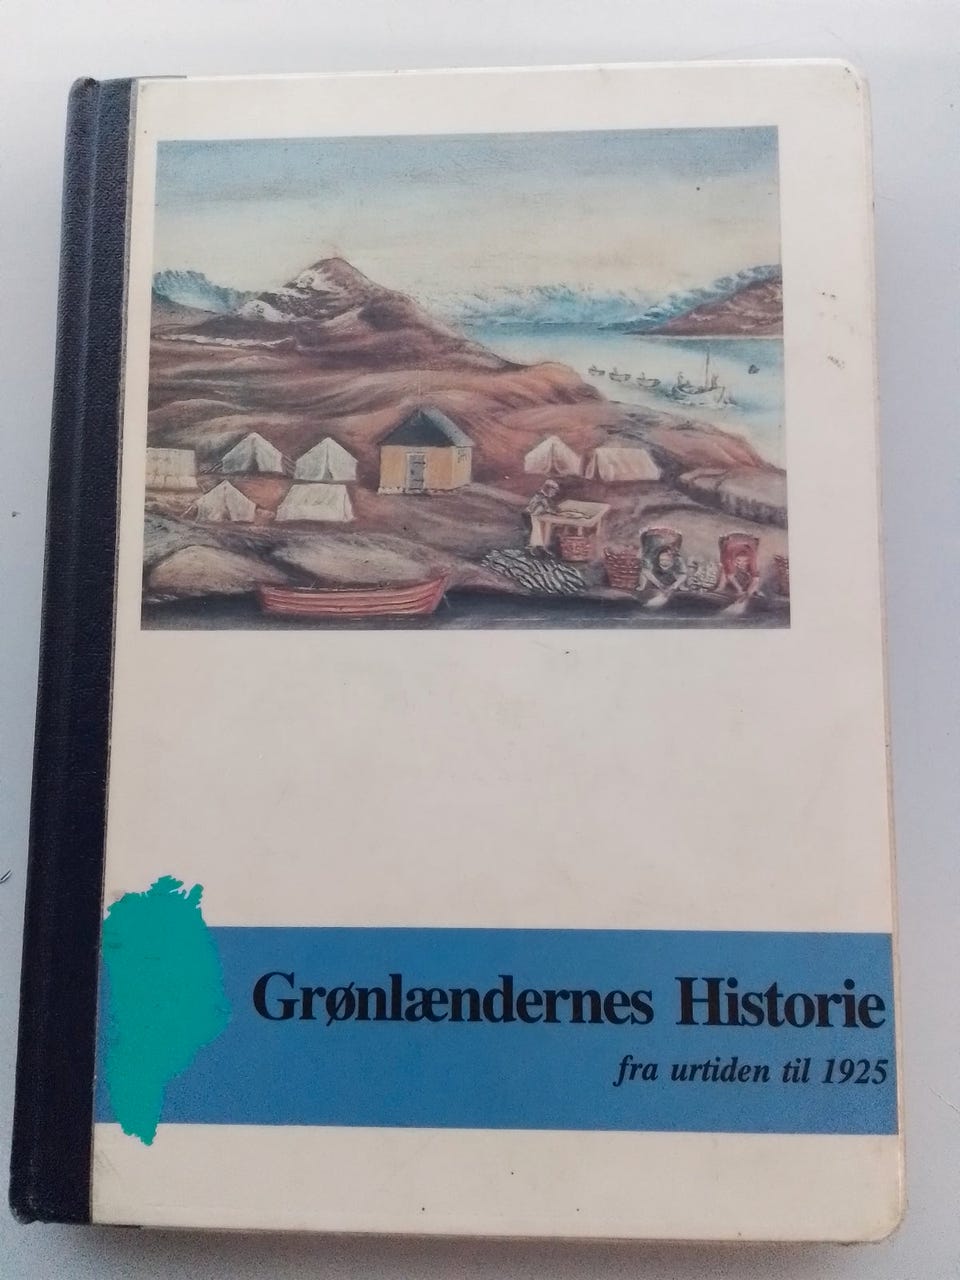 Grønlændernes Historie
fra urtiden til 1925